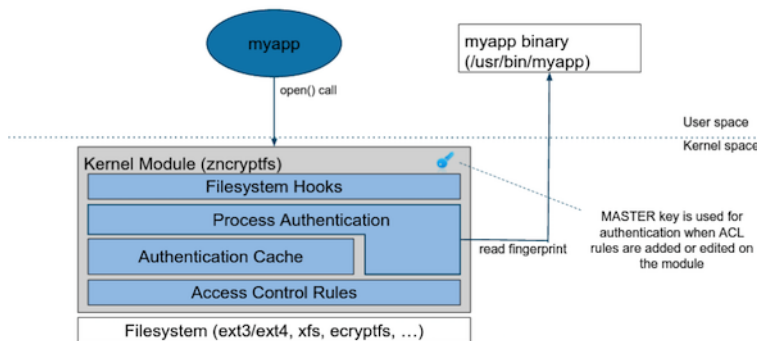 myapp
myapp binary
(/usr/bin/myapp)
open() call
User space
Kernel space
Kernel Module (zncryptfs)
Filesystem Hooks
Process Authentication
Authentication Cache
Access Control Rules
read fingerprint
MASTER key is used for
authentication when ACL
rules are added or edited on
the module
Filesystem (ext3/ext4, xfs, ecryptfs, …)